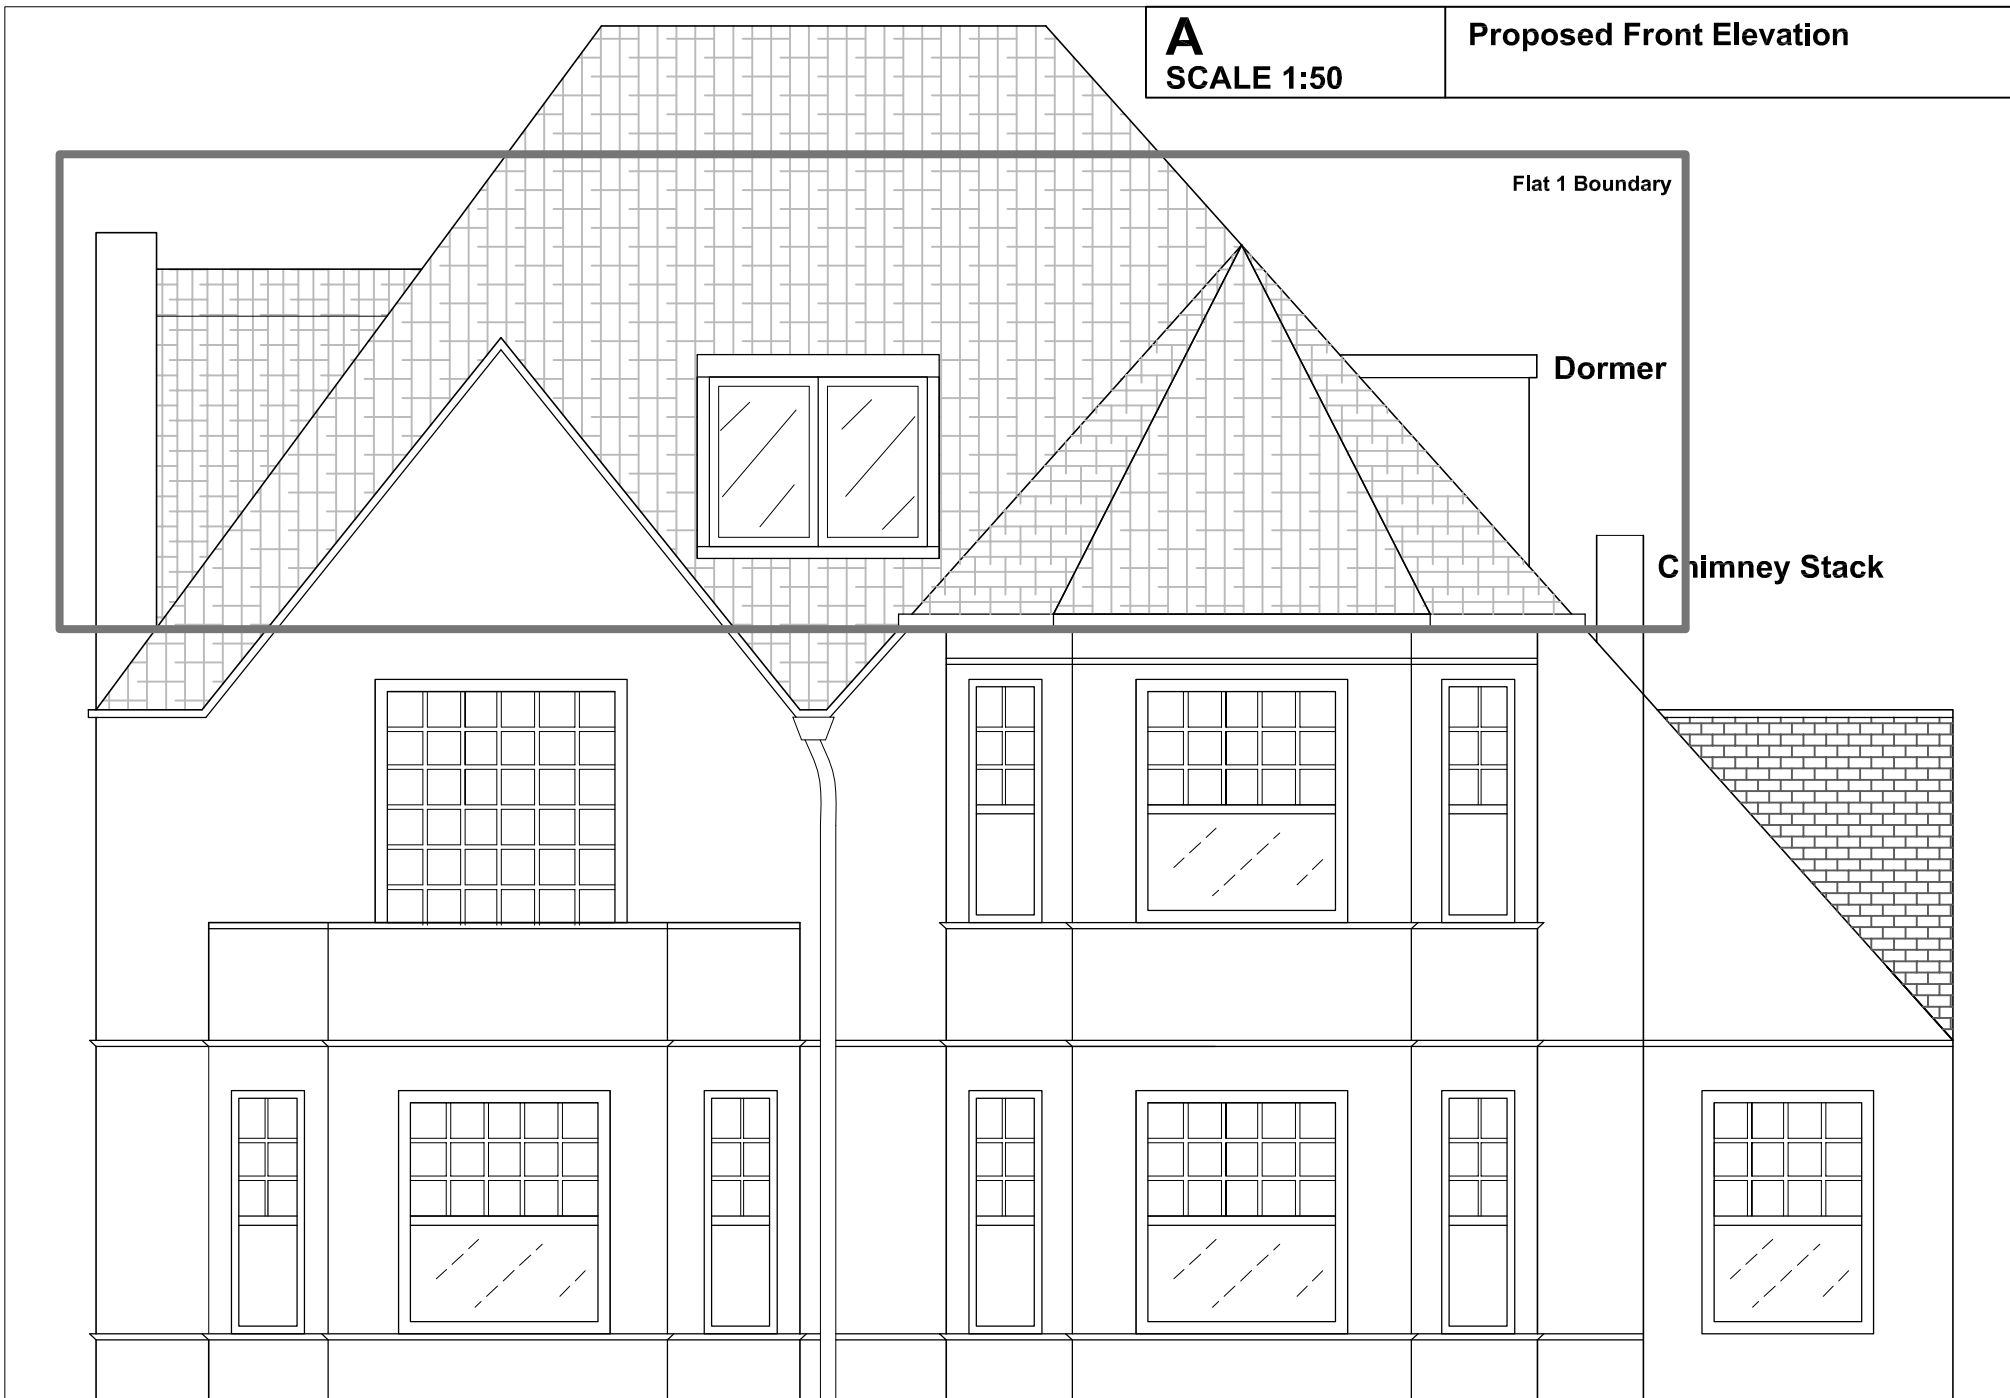 A
SCALE 1:50
Proposed Front Elevation
Flat 1 Boundary
Dormer
Chimney Stack